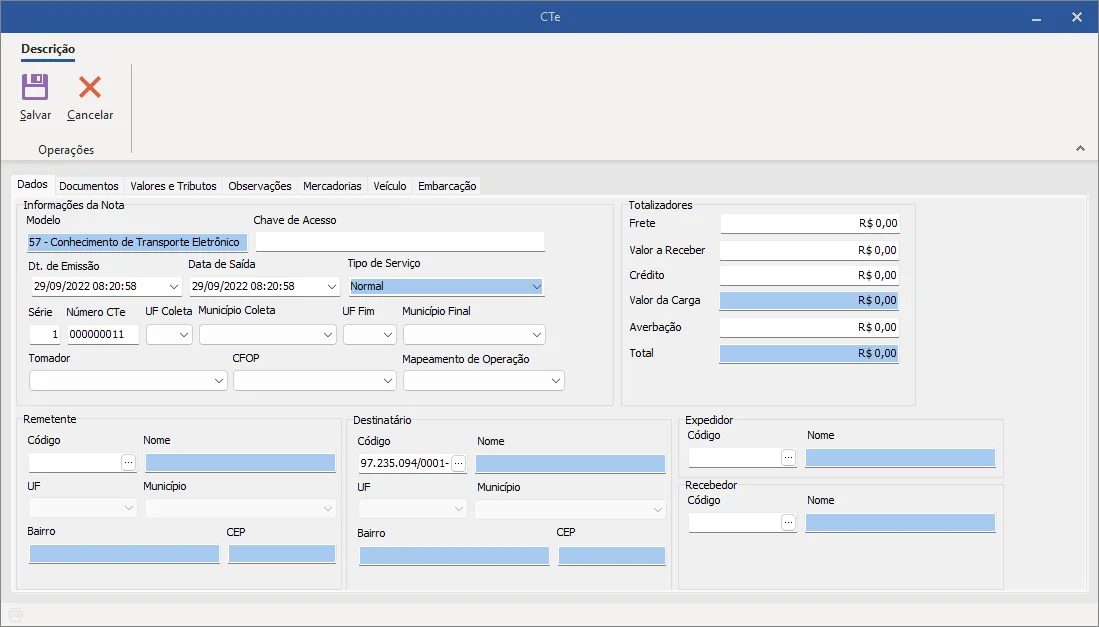 CTe
Descrição
Salvar Cancelar
Operações
Dados Documentos Valores e Tributos Observações Mercadorias Veículo Embarcação
Informações da Nota
Modelo Chave de Acesso
57 - Conhecimento de Transporte Eletrônico
Dt. de Emissão Data de Saída Tipo de Serviço
29/09/2022 08:20:58 29/09/2022 08:20:58 Normal
Série Número CTe UF Coleta Município Coleta UF Fim Município Final
1 000000011
Tomador CFOP Mapeamento de Operação
Totalizadores
Frete R$ 0,00
Valor a Receber R$ 0,00
Crédito R$ 0,00
Valor da Carga R$ 0,00
Averbação R$ 0,00
Total R$ 0,00
Remetente
Código Nome
...
UF Município
Bairro CEP
Destinatário
Código Nome
97.235.094/0001- ...
UF Município
Bairro CEP
Expedidor
Código Nome
...
Recebedor
Código Nome
...